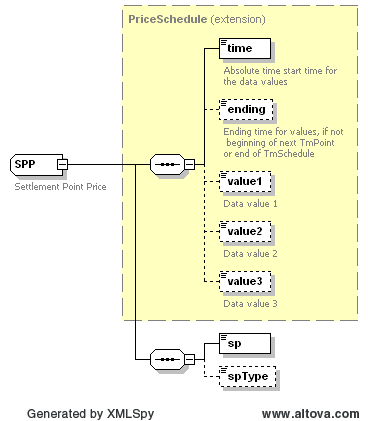 PriceSchedule (extension)
time
Absolute time start time for
the data values
ending
Ending time for values, if not
beginning of next TmPoint
or end of TmSchedule
SPP
Settlement Point Price
value1
Data value 1
value2
Data value 2
value3
Data value 3
sp
spType
Generated by XMLSpy
www.altova.com